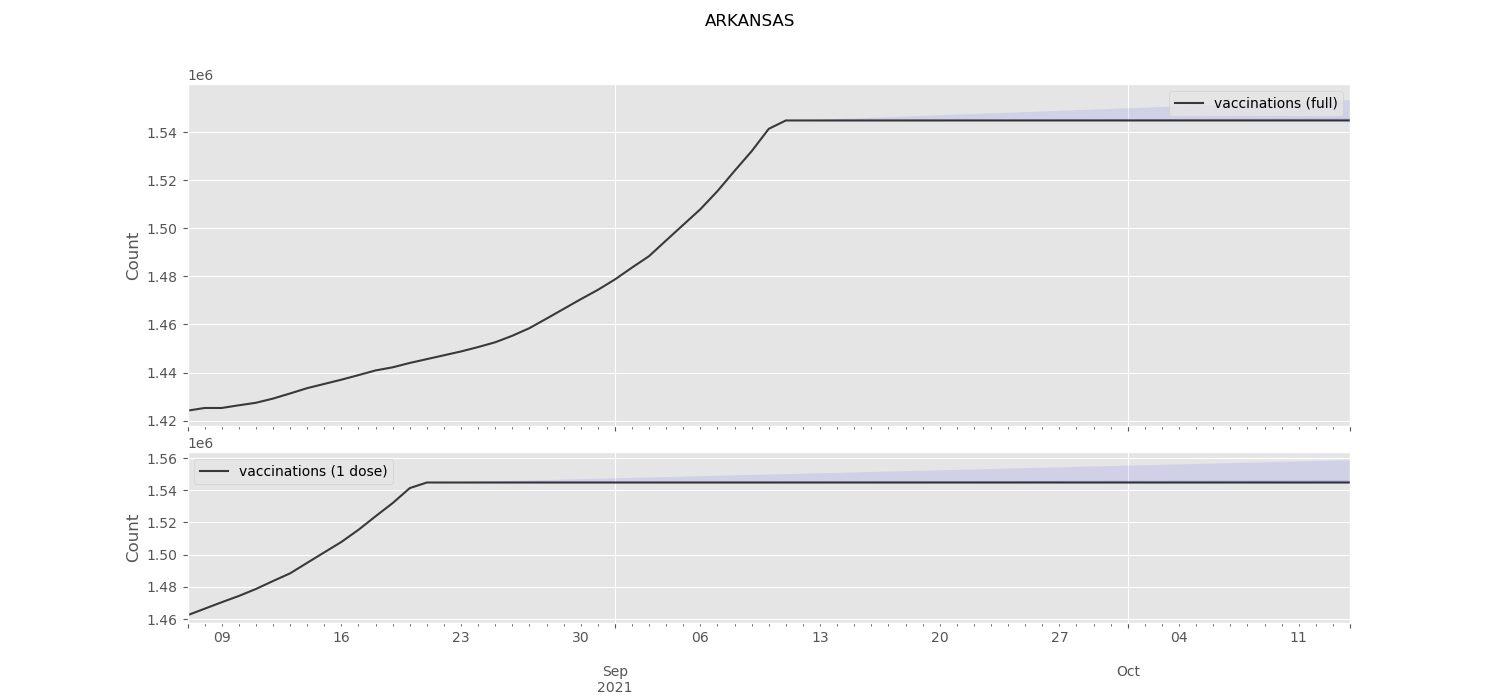 ARKANSAS
1e6
vaccinations (full)
1.54
1.52
1.50
1.48
1.46
1.44
1.42
Count
1e6
vaccinations (1 dose)
1.56
1.54
1.52
1.50
1.48
1.46
Count
09 16 23 30 06 13 20 27 04 11
Sep Oct
2021